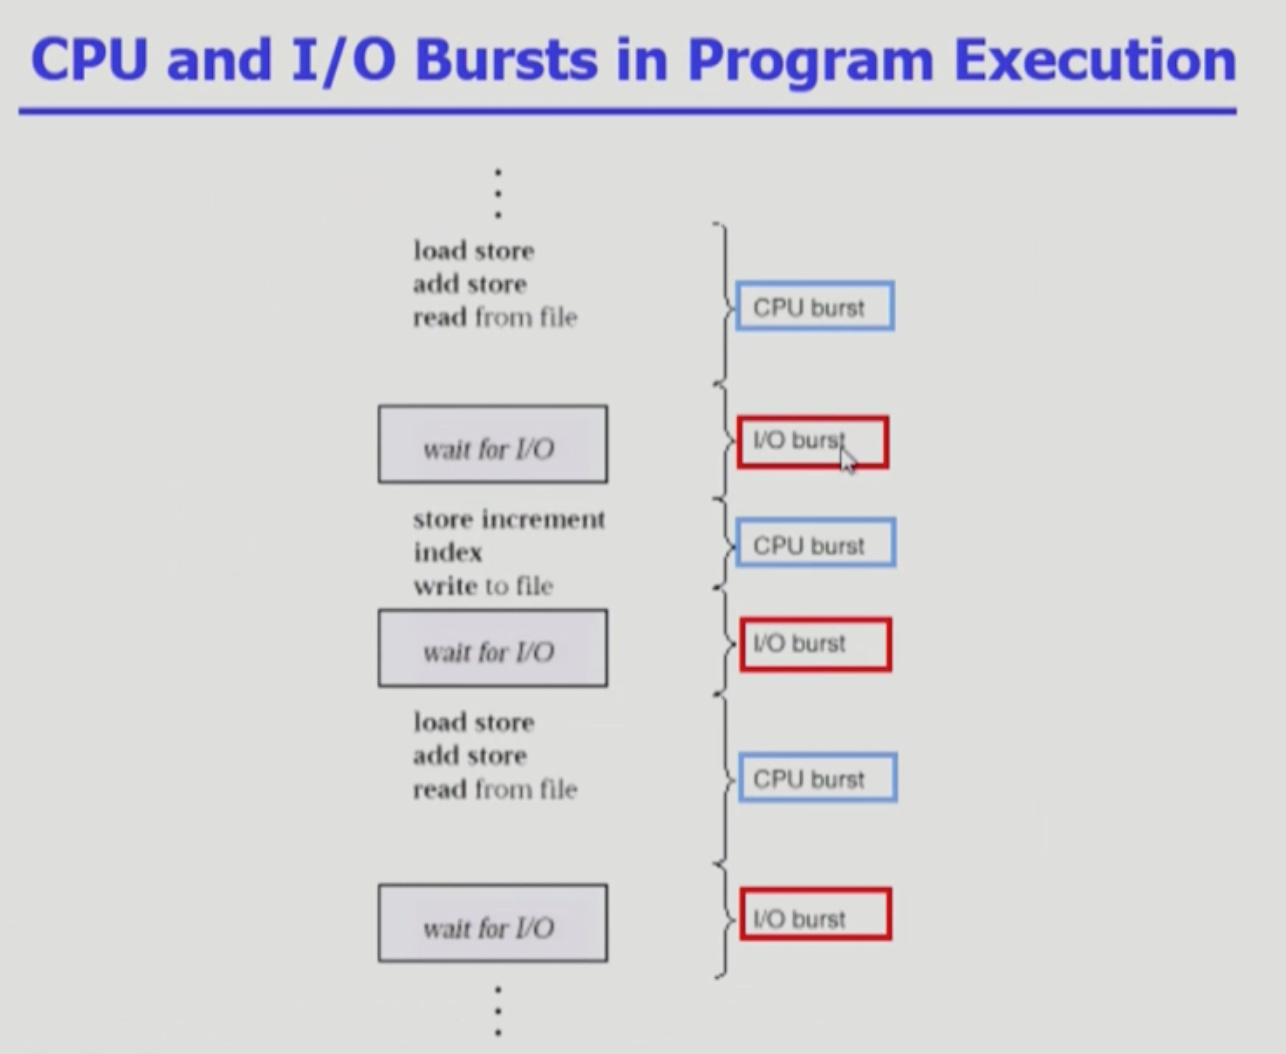 CPU and I/O Bursts in Program Execution
load store
add store
read from file
CPU burst
wait for I/O
I/O burst
store increment
index
write to file
CPU burst
wait for I/O
I/O burst
load store
add store
read from file
CPU burst
wait for I/O
I/O burst